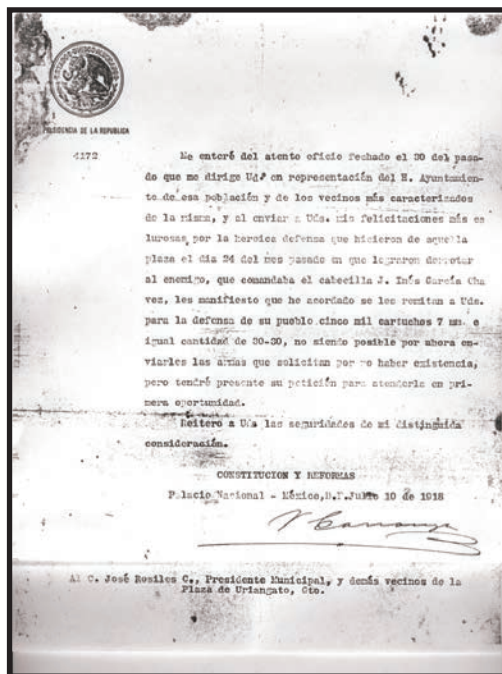 ESTADOS UNIDOS MEXICANOS
PRESIDENCIA DE LA REPUBLICA
4172
Me enteré del atento oficio fechado el 30 del pasa-
do que me dirige Ud. en representación del H. Ayuntamien-
to de esa población y de los vecinos más caracterizados
de la misma, y al enviar a Uds. mis felicitaciones más ca
lurosas por la heroica defensa que hicieron de aquella
plaza el día 24 del mes pasado en que lograron derrotar
al enemigo, que comandaba el cabecilla J. Inés García Cha
vez, les manifiesto que he acordado se les remitan a Uds.
para la defensa de su pueblo cinco mil cartuchos 7 mm. e
igual cantidad de 30-30, no siendo posible por ahora en-
viarles las armas que solicitan por no haber existencia,
pero tendré presente su petición para atenderla en pri-
mera oportunidad.
Reitero a Uds las seguridades de mi distinguida
consideración.
CONSTITUCION Y REFORMAS
Palacio Nacional - México, D.F. Julio 10 de 1918
V Carranza
Al C. José Rosiles C., Presidente Municipal, y demás vecinos de la
Plaza de Uriangato, Gto.